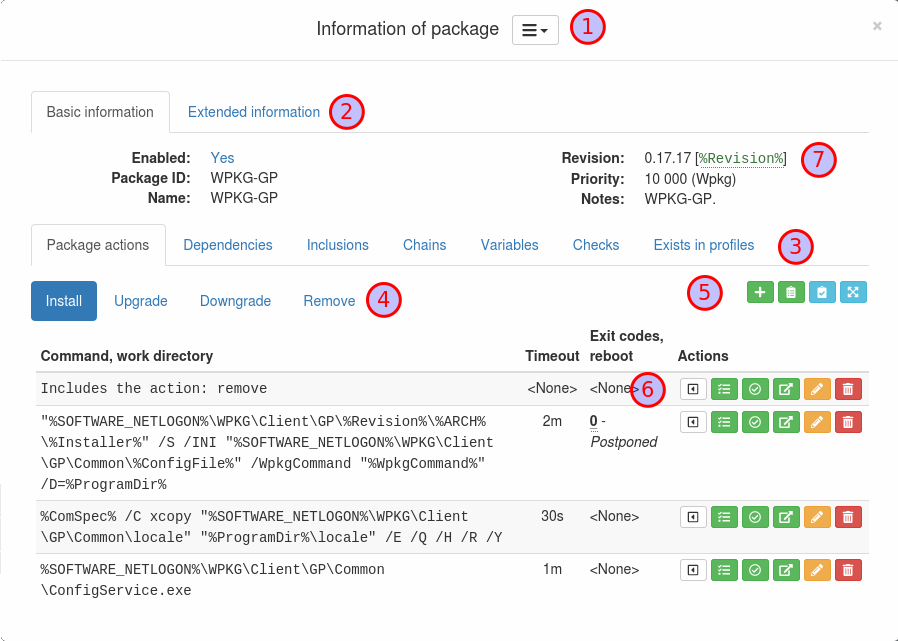 Information of package
1
×
Basic information
Extended information
2
Enabled: Yes
Revision: 0.17.17 [%Revision%]
7
Package ID: WPKG-GP
Priority: 10 000 (Wpkg)
Name: WPKG-GP
Notes: WPKG-GP.
Package actions
Dependencies
Inclusions
Chains
Variables
Checks
Exists in profiles
3
Install
Upgrade
Downgrade
Remove
4
5
Command, work directory
Timeout
Exit codes,
reboot
Actions
Includes the action: remove
<None>
<None>
6
"%SOFTWARE_NETLOGON%\WPKG\Client\GP\%Revision%\%ARCH%
\%Installer%" /S /INI "%SOFTWARE_NETLOGON%\WPKG\Client
\GP\Common\%ConfigFile%" /WpkgCommand "%WpkgCommand%"
/D=%ProgramDir%
2m
0 -
Postponed
%ComSpec% /C xcopy "%SOFTWARE_NETLOGON%\WPKG\Client
\GP\Common\locale" "%ProgramDir%\locale" /E /Q /H /R /Y
30s
<None>
%SOFTWARE_NETLOGON%\WPKG\Client\GP\Common
\ConfigService.exe
1m
<None>